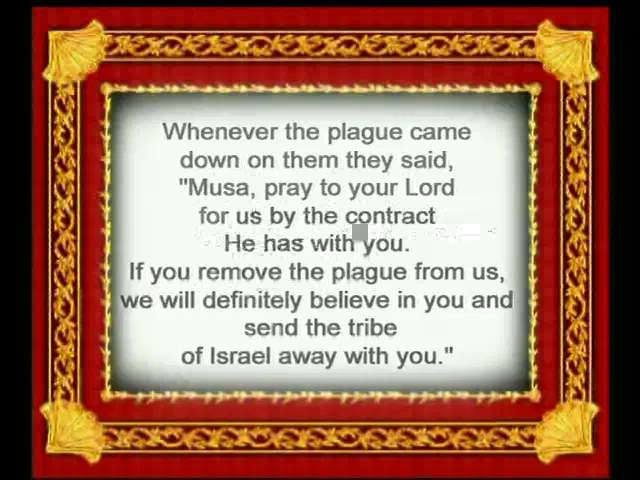 Whenever the plague came
down on them they said,
"Musa, pray to your Lord
for us by the contract
He has with you.
If you remove the plague from us,
we will definitely believe in you and
send the tribe
of Israel away with you."